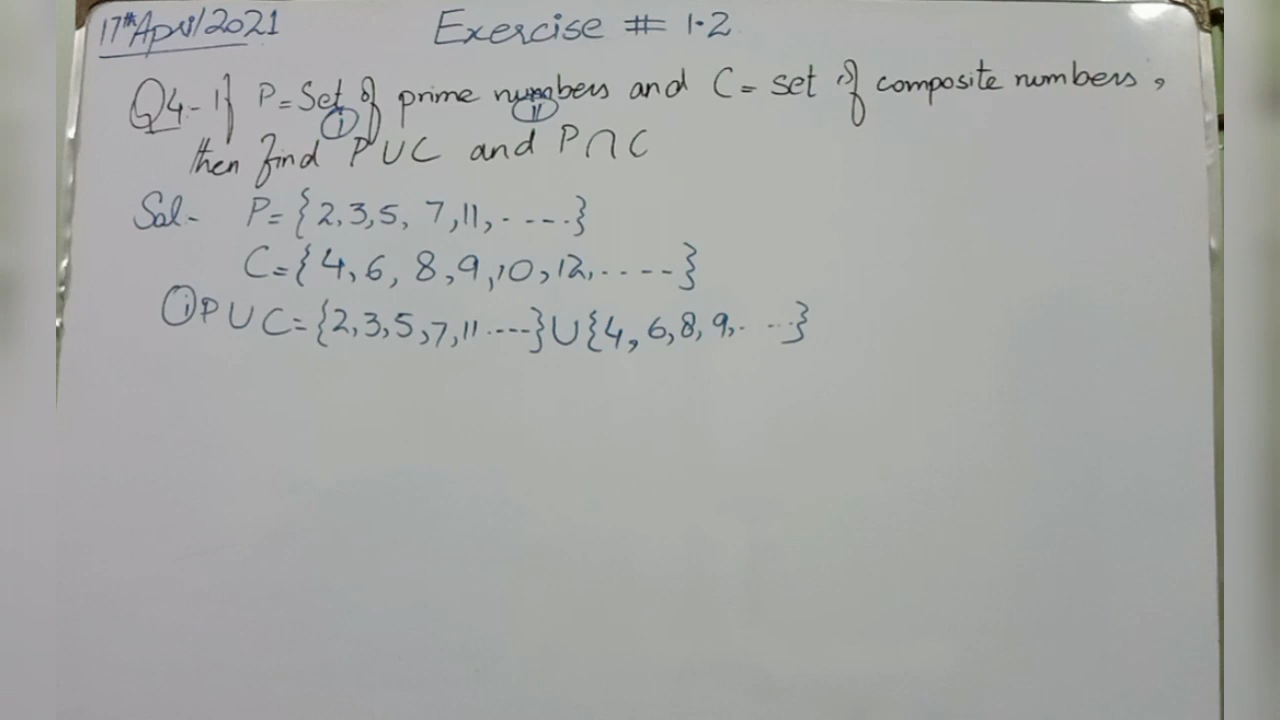 17th April/2021 Exercise # 1.2
Q4- If P = Set of prime numbers and C = set of composite numbers,
then find (i) P ∪ C and (ii) P ∩ C
Sol- P = {2, 3, 5, 7, 11, .....}
C = {4, 6, 8, 9, 10, 12, .....}
(i) P ∪ C = {2, 3, 5, 7, 11 .....} ∪ {4, 6, 8, 9, ....}